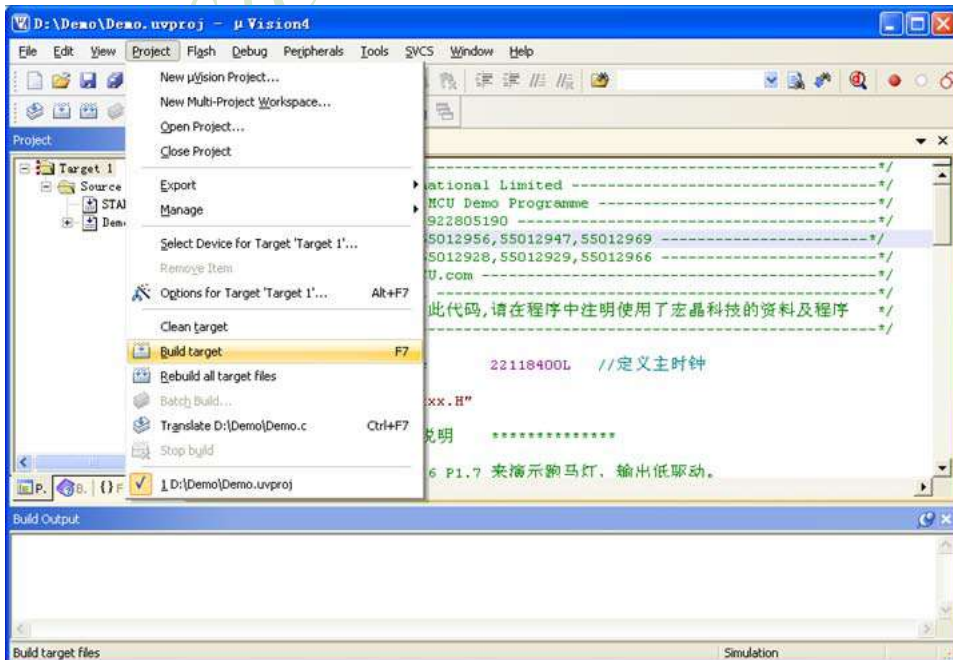 D:\Demo\Demo.uvproj - μVision4
File Edit View Project Flash Debug Peripherals Tools SVCS Window Help
Project
New μVision Project...
New Multi-Project Workspace...
Open Project...
Close Project
Export
Manage
Select Device for Target 'Target 1'...
Remove Item
Options for Target 'Target 1'... Alt+F7
Clean target
Build target F7
Rebuild all target files
Batch Build...
Translate D:\Demo\Demo.c Ctrl+F7
Stop build
1 D:\Demo\Demo.uvproj
Target 1
Source
STA
Dem
-----------------------------------------*/
ational Limited -----------------------------*/
MCU Demo Programme --------------------------*/
922805190 -----------------------------------*/
5012956,55012947,55012969 -----------------------*/
5012928,55012929,55012966 -----------------------*/
U.com ---------------------------------------*/
-----------------------------------------*/
此代码,请在程序中注明使用了宏晶科技的资料及程序 */
-----------------------------------------*/
22118400L //定义主时钟
xx.H"
说明 **************
6 P1.7 来演示跑马灯,输出低驱动。
P. B. {} F
Build Output
Build target files Simulation